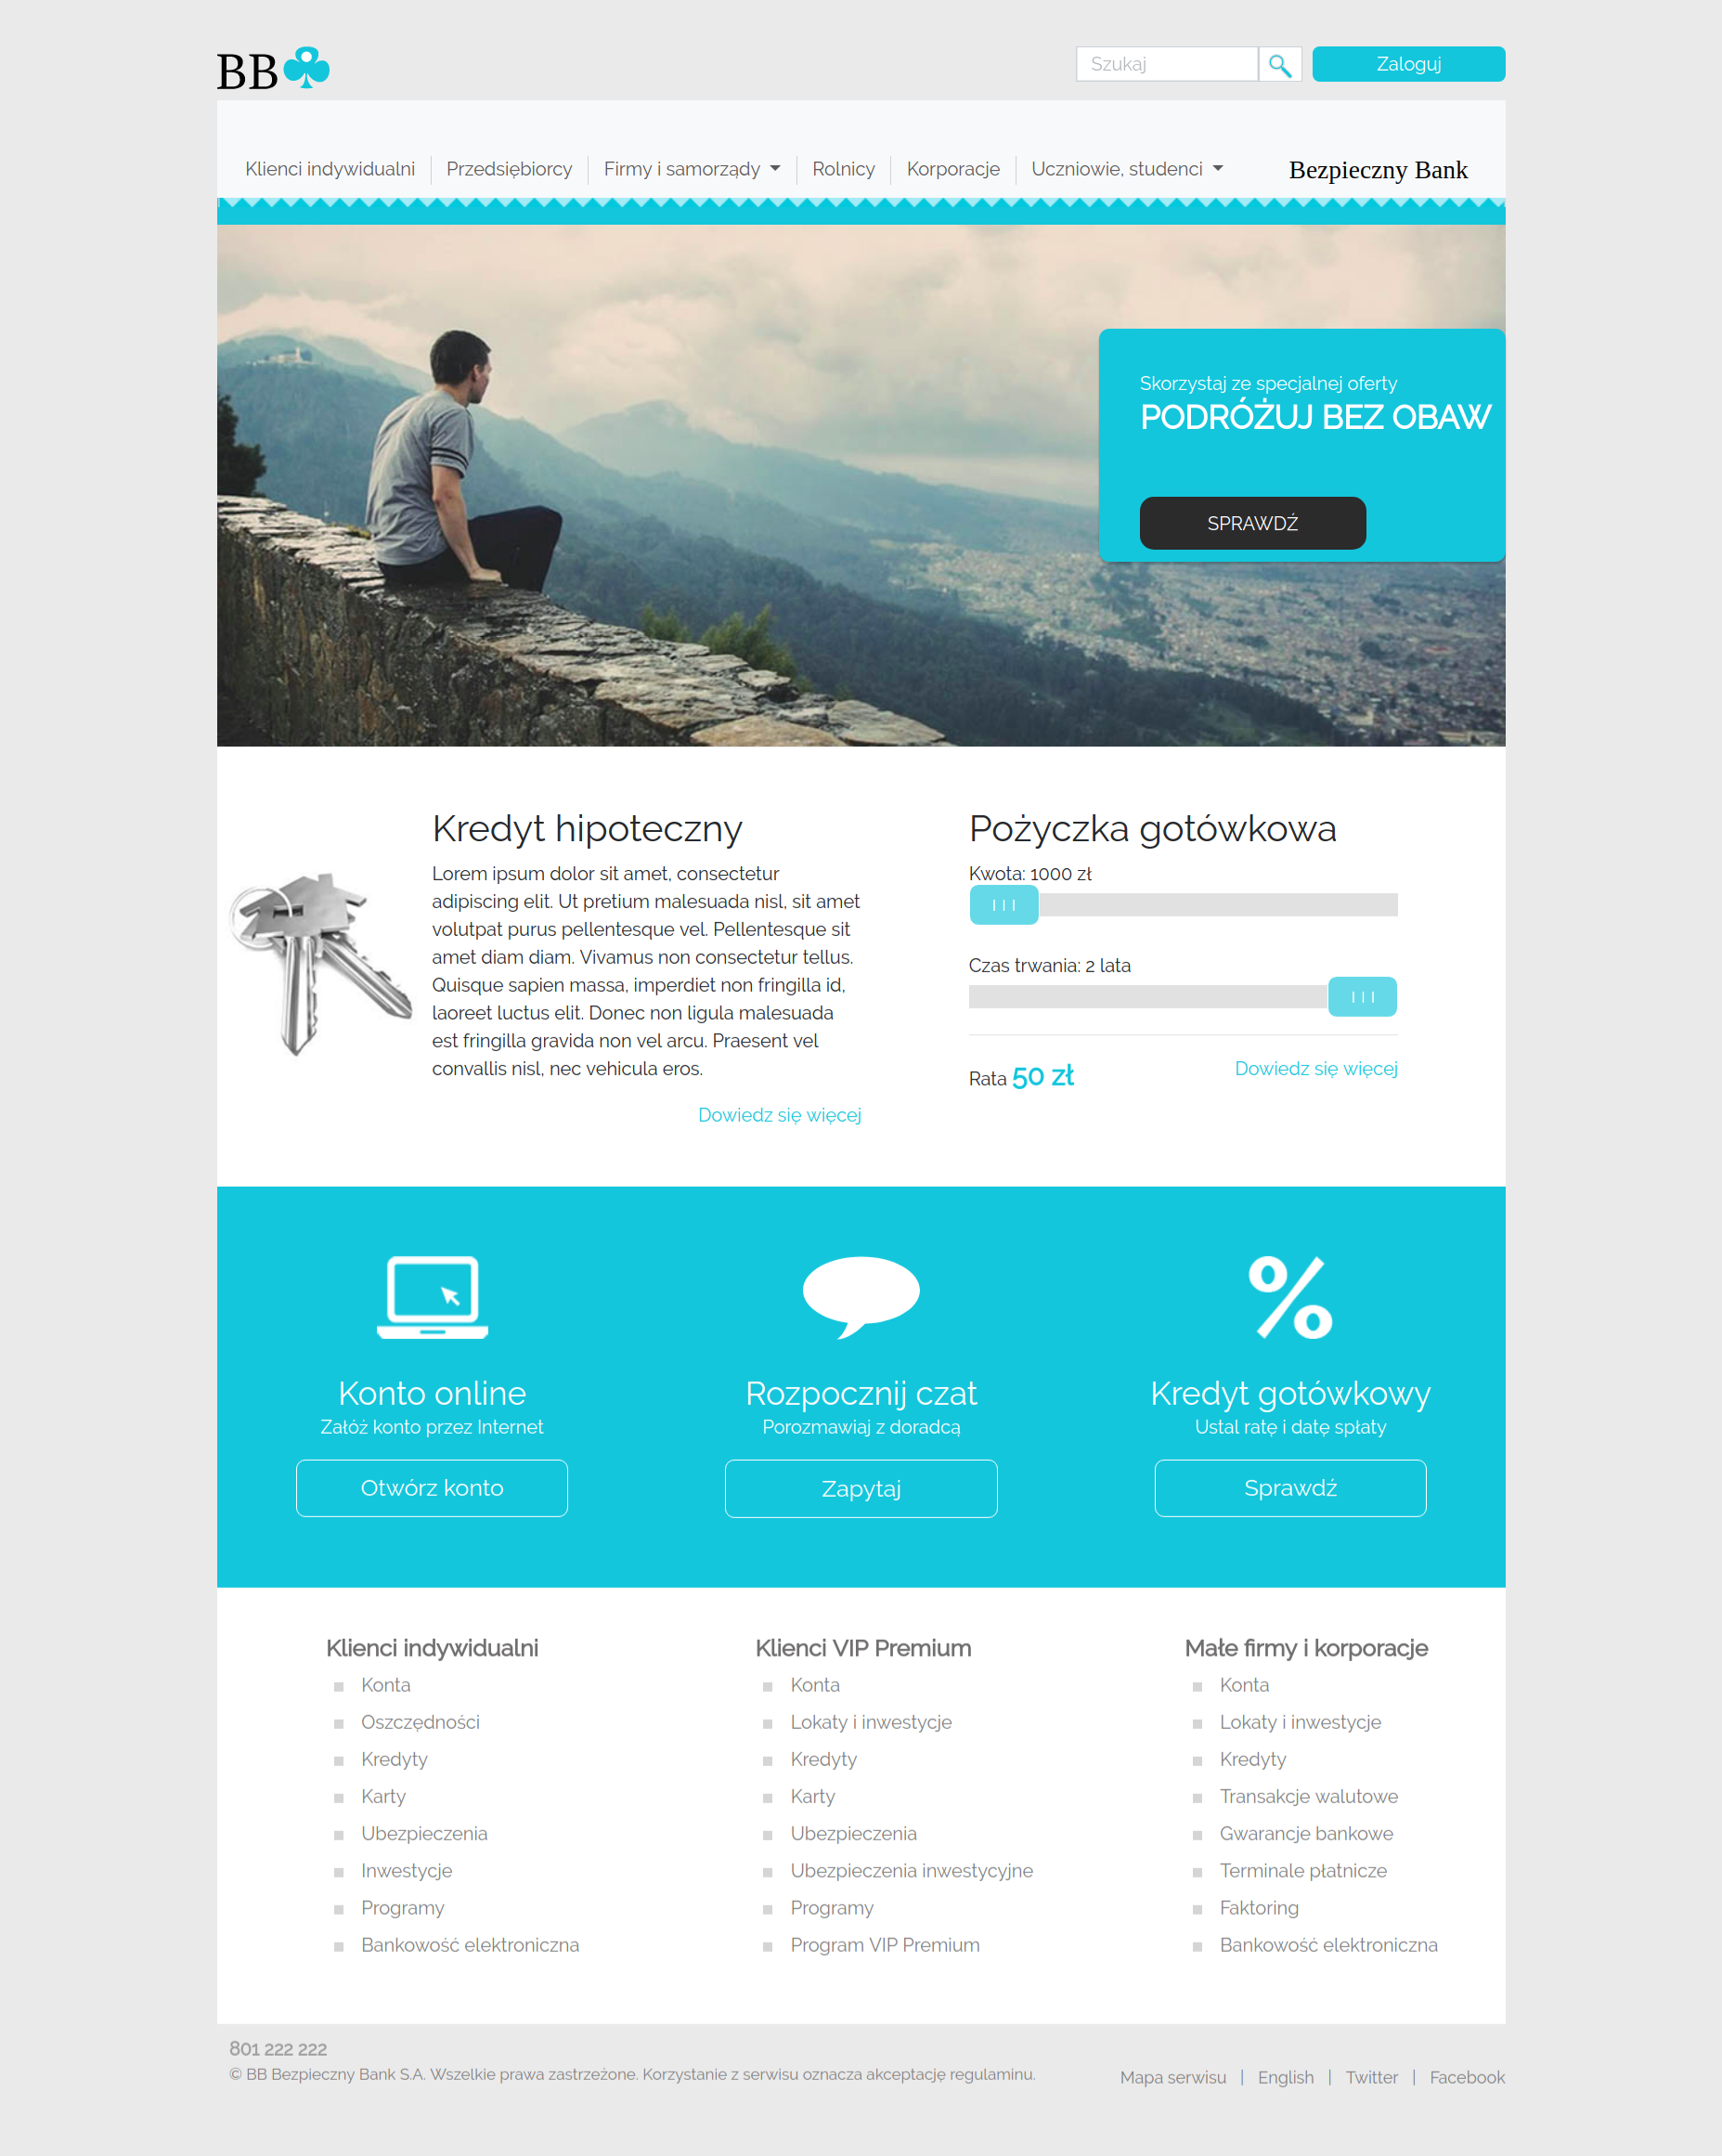 BB
Szukaj
Zaloguj
Klienci indywidualni
Przedsiębiorcy
Firmy i samorządy
Rolnicy
Korporacje
Uczniowie, studenci
Bezpieczny Bank
Skorzystaj ze specjalnej oferty
PODRÓŻUJ BEZ OBAW
SPRAWDŹ
Kredyt hipoteczny
Lorem ipsum dolor sit amet, consectetur
adipiscing elit. Ut pretium malesuada nisl, sit amet
volutpat purus pellentesque vel. Pellentesque sit
amet diam diam. Vivamus non consectetur tellus.
Quisque sapien massa, imperdiet non fringilla id,
laoreet luctus elit. Donec non ligula malesuada
est fringilla gravida non vel arcu. Praesent vel
convallis nisl, nec vehicula eros.
Dowiedz się więcej
Pożyczka gotówkowa
Kwota: 1000 zł
Czas trwania: 2 lata
Rata 50 zł
Dowiedz się więcej
Konto online
Załóż konto przez Internet
Otwórz konto
Rozpocznij czat
Porozmawiaj z doradcą
Zapytaj
Kredyt gotówkowy
Ustal ratę i datę spłaty
Sprawdź
Klienci indywidualni
Konta
Oszczędności
Kredyty
Karty
Ubezpieczenia
Inwestycje
Programy
Bankowość elektroniczna
Klienci VIP Premium
Konta
Lokaty i inwestycje
Kredyty
Karty
Ubezpieczenia
Ubezpieczenia inwestycyjne
Programy
Program VIP Premium
Małe firmy i korporacje
Konta
Lokaty i inwestycje
Kredyty
Transakcje walutowe
Gwarancje bankowe
Terminale płatnicze
Faktoring
Bankowość elektroniczna
801 222 222
© BB Bezpieczny Bank S.A. Wszelkie prawa zastrzeżone. Korzystanie z serwisu oznacza akceptację regulaminu.
Mapa serwisu | English | Twitter | Facebook